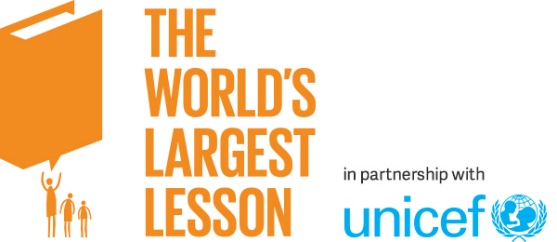 THE
WORLD'S
LARGEST
LESSON
in partnership with
unicef